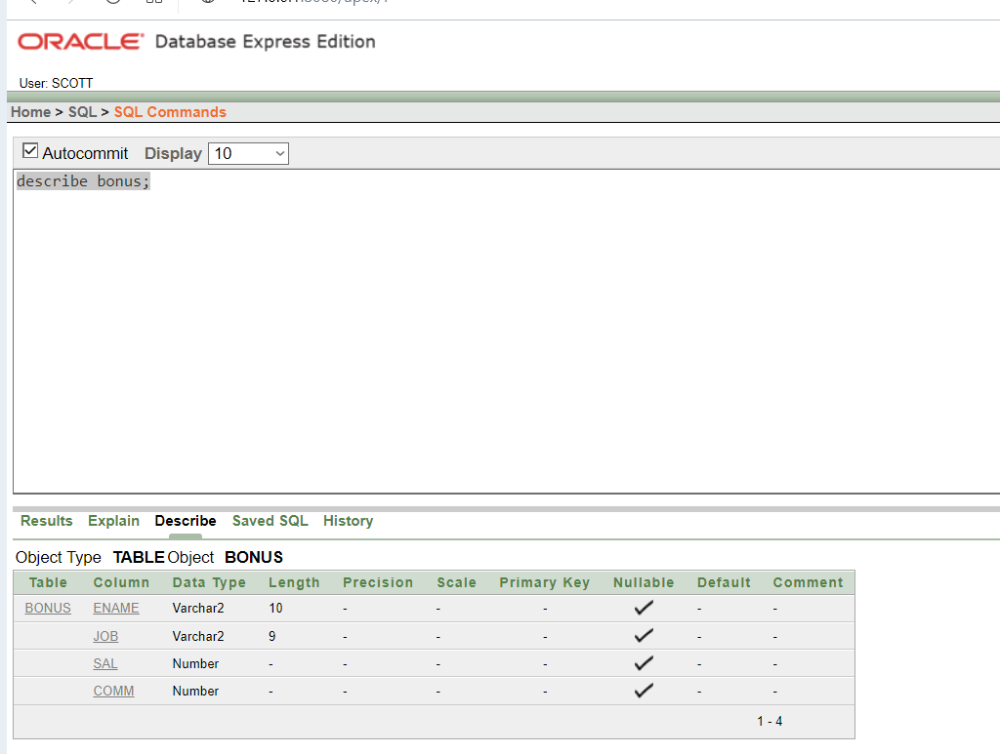 ORACLE Database Express Edition
User: SCOTT
Home > SQL > SQL Commands
Autocommit Display 10
describe bonus;
Results Explain Describe Saved SQL History
Object Type TABLE Object BONUS
Table Column Data Type Length Precision Scale Primary Key Nullable Default Comment
BONUS ENAME Varchar2 10 - - - - -
JOB Varchar2 9 - - - - -
SAL Number - - - - - -
COMM Number - - - - - -
1 - 4